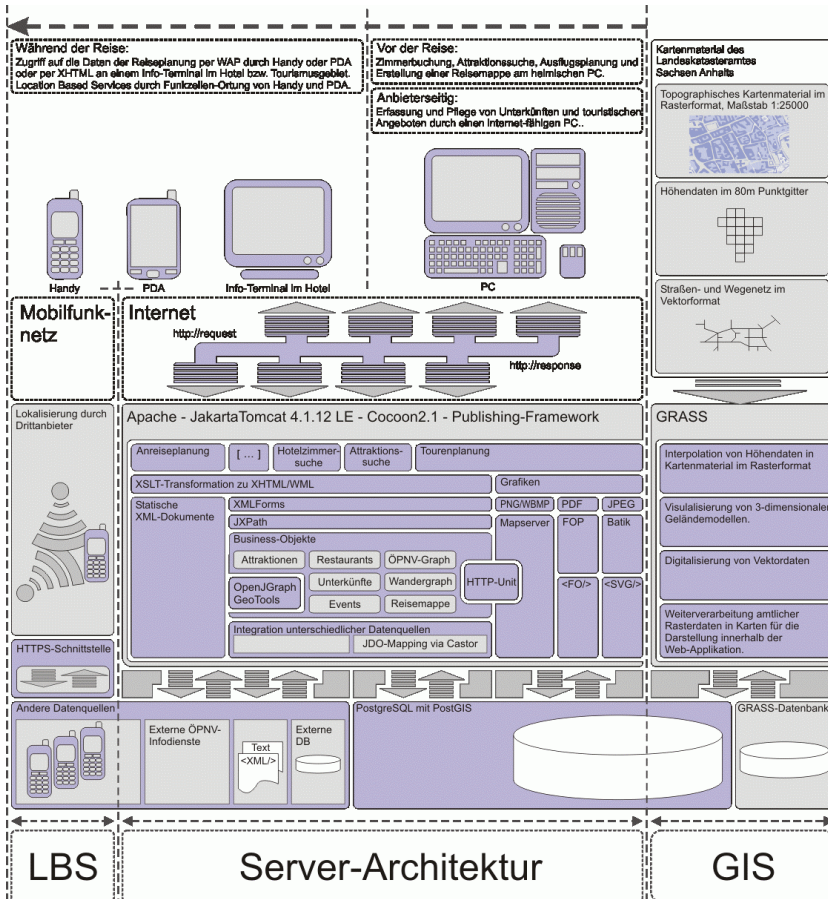 Während der Reise:
Zugriff auf die Daten der Reiseplanung per WAP durch Handy oder PDA
oder per XHTML an einem Info-Terminal im Hotel bzw. Tourismusgebiet.
Location Based Services durch Funkzellen-Ortung von Handy und PDA.
Vor der Reise:
Zimmerbuchung, Attraktionssuche, Ausflugsplanung und
Erstellung einer Reisemappe am heimischen PC.
Anbieterseitig:
Erfassung und Pflege von Unterkünften und touristischen
Angeboten durch einen Internet-fähigen PC..
Kartenmaterial des
Landeskatasteramtes
Sachsen Anhalts
Topographisches Kartenmaterial im
Rasterformat, Maßstab 1:25000
Höhendaten im 80m Punktgitter
Straßen- und Wegenetz im
Vektorformat
Handy
PDA
Info-Terminal im Hotel
PC
Mobilfunk-
netz
Internet
http://request
http://response
Lokalisierung durch
Drittanbieter
HTTPS-Schnittstelle
Apache - JakartaTomcat 4.1.12 LE - Cocoon2.1 - Publishing-Framework
Anreiseplanung
[ ... ]
Hotelzimmer-
suche
Attraktions-
suche
Tourenplanung
XSLT-Transformation zu XHTML/WML
Grafiken
Statische
XML-Dokumente
XMLForms
PNG/WBMP
PDF
JPEG
JXPath
Mapserver
FOP
Batik
Business-Objekte
Attraktionen
Restaurants
ÖPNV-Graph
OpenJGraph
GeoTools
Unterkünfte
Wandergraph
HTTP-Unit
<FO/>
<SVG/>
Events
Reisemappe
Integration unterschiedlicher Datenquellen
JDO-Mapping via Castor
GRASS
Interpolation von Höhendaten in
Kartenmaterial im Rasterformat
Visulalisierung von 3-dimensionalen
Geländemodellen.
Digitalisierung von Vektordaten
Weiterverarbeitung amtlicher
Rasterdaten in Karten für die
Darstellung innerhalb der
Web-Applikation.
Andere Datenquellen
Externe ÖPNV-
Infodienste
Text
<XML/>
Externe
DB
PostgreSQL mit PostGIS
GRASS-Datenbank
LBS
Server-Architektur
GIS